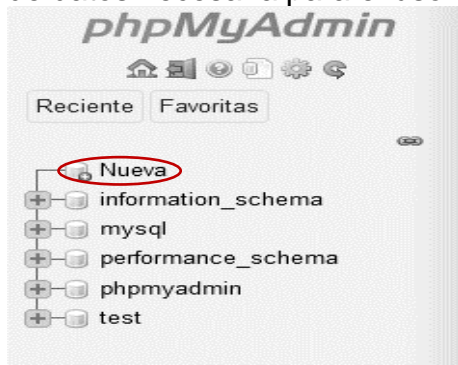 phpMyAdmin
Reciente Favoritas
Nueva
information_schema
mysql
performance_schema
phpmyadmin
test